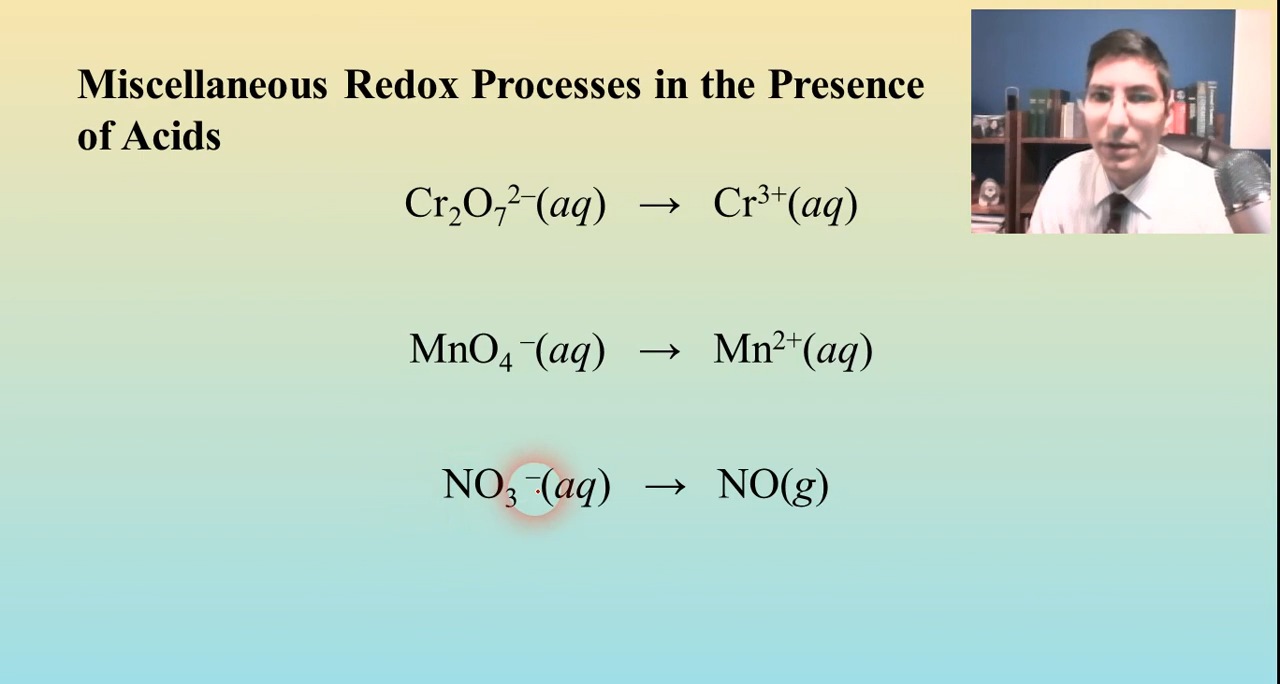 Miscellaneous Redox Processes in the Presence
of Acids
Cr₂O₇²⁻(aq) → Cr³⁺(aq)
MnO₄⁻(aq) → Mn²⁺(aq)
NO₃⁻(aq) → NO(g)